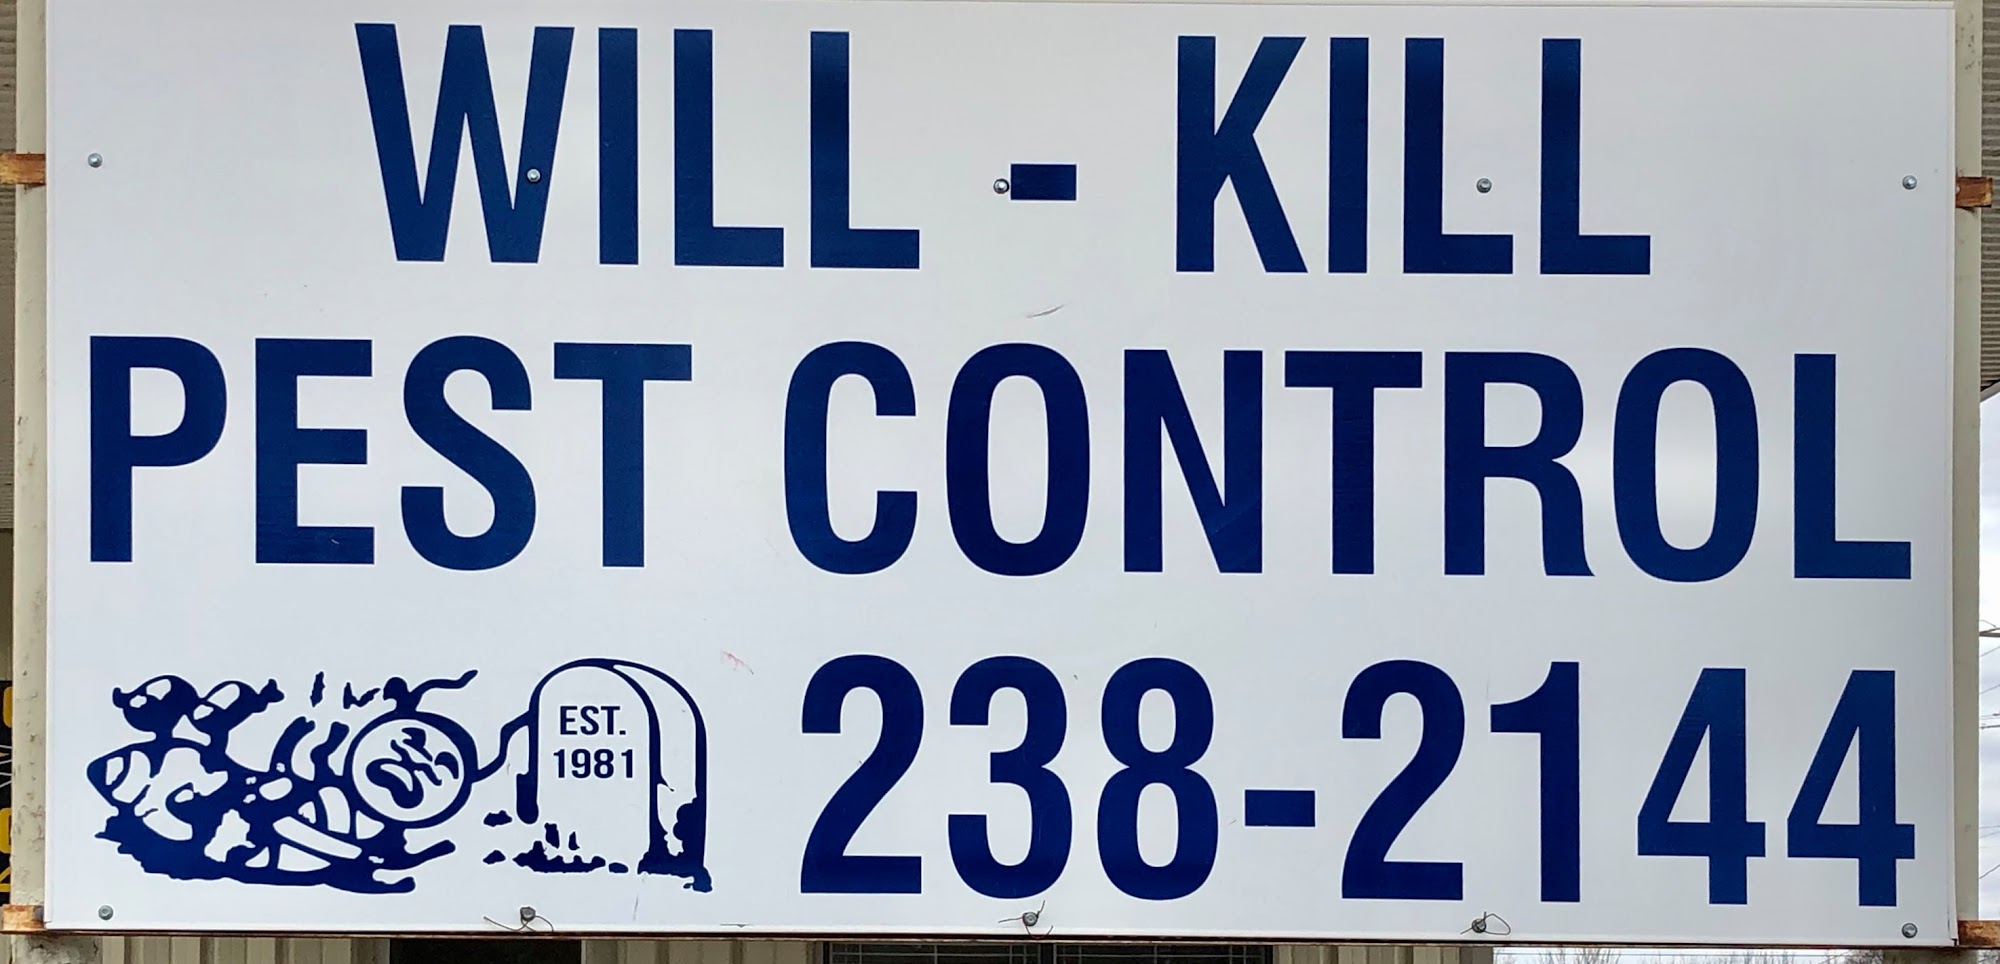 WILL - KILL
PEST CONTROL
EST.
1981
238-2144